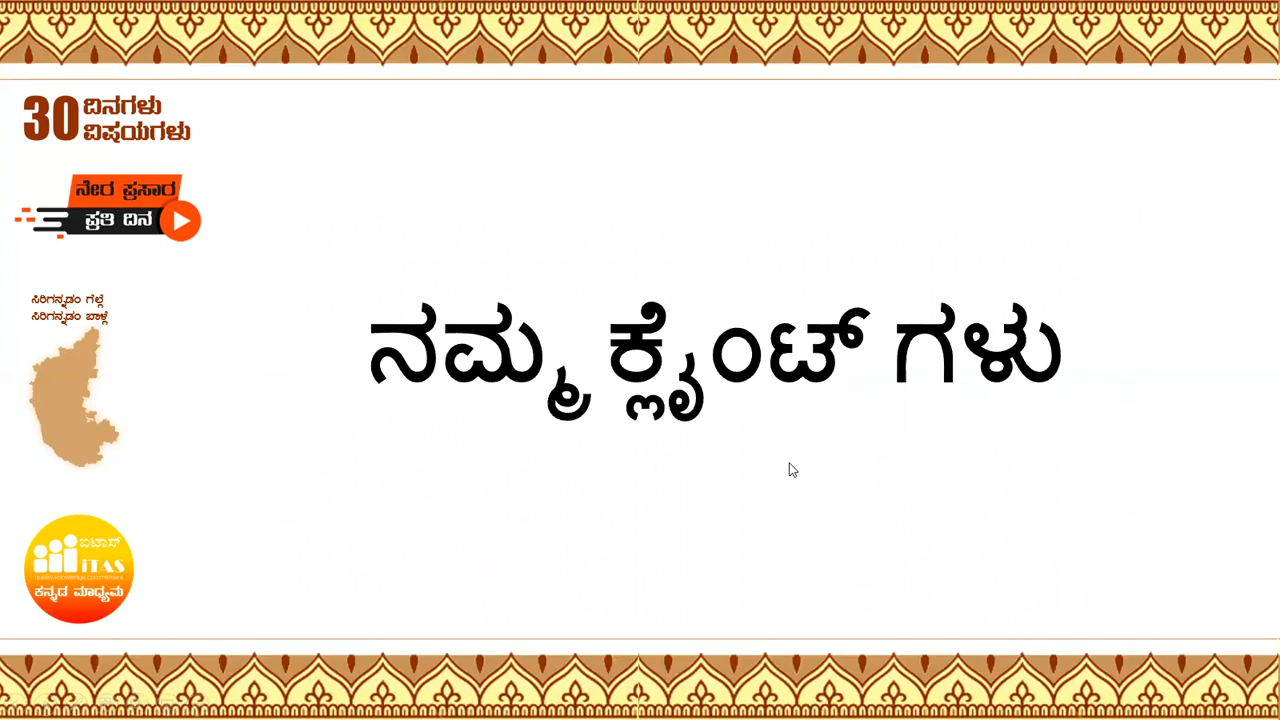 30 ದಿನಗಳು
ವಿಷಯಗಳು
ನೇರ ಪ್ರಸಾರ
ಪ್ರತಿ ದಿನ
ಸಿರಿಗನ್ನಡಂ ಗೆಲ್ಗೆ
ಸಿರಿಗನ್ನಡಂ ಬಾಳ್ಗೆ
ನಮ್ಮ ಕ್ಲೈಂಟ್ ಗಳು
ಐಟಾಸ್
iTAS
ಕನ್ನಡ ಮಾಧ್ಯಮ